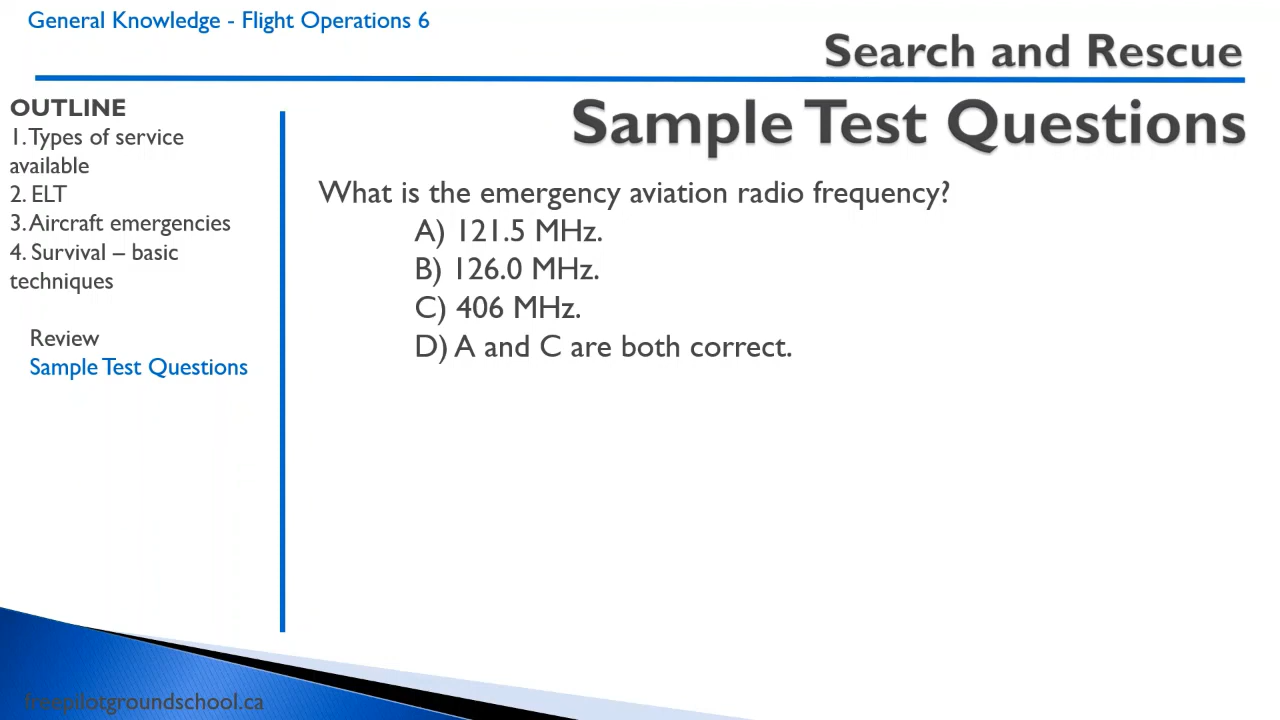 General Knowledge - Flight Operations 6
Search and Rescue
OUTLINE
1. Types of service
available
2. ELT
3. Aircraft emergencies
4. Survival – basic
techniques
Review
Sample Test Questions
Sample Test Questions
What is the emergency aviation radio frequency?
A) 121.5 MHz.
B) 126.0 MHz.
C) 406 MHz.
D) A and C are both correct.
freepilotgroundschool.ca